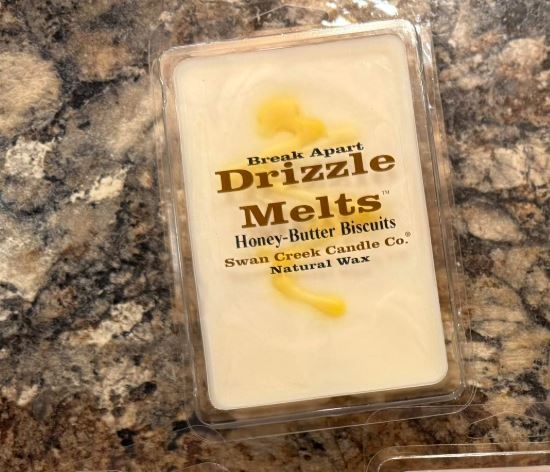 Break Apart
Drizzle
Melts™
Honey-Butter Biscuits
Swan Creek Candle Co.®
Natural Wax